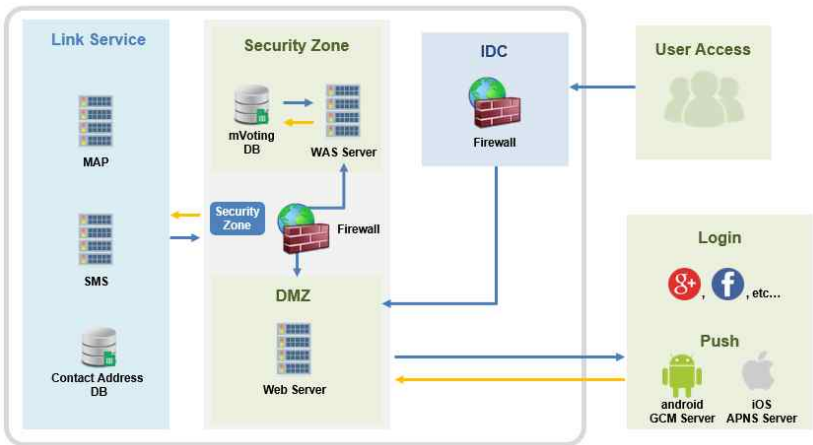 Link Service
MAP
SMS
Contact Address
DB
Security Zone
mVoting
DB
WAS Server
Security
Zone
Firewall
DMZ
Web Server
IDC
Firewall
User Access
Login
g+, f, etc...
Push
android
GCM Server
iOS
APNS Server